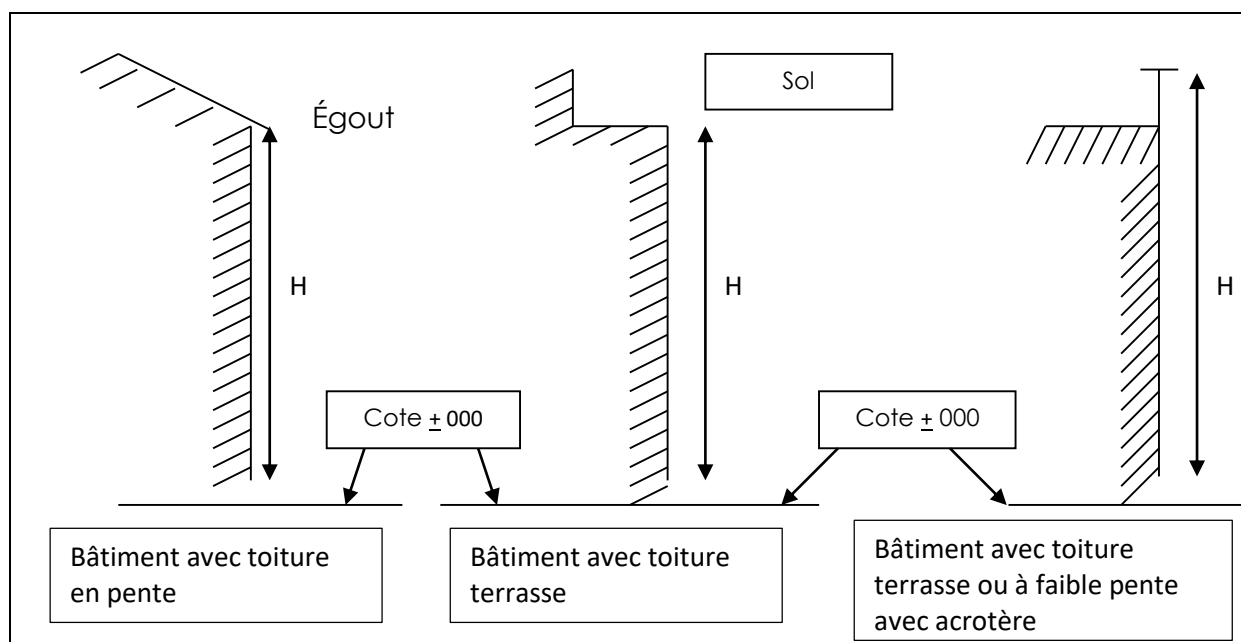 Sol
Égout
H
H
H
Cote ± 000
Cote ± 000
Bâtiment avec toiture
en pente
Bâtiment avec toiture
terrasse
Bâtiment avec toiture
terrasse ou à faible pente
avec acrotère